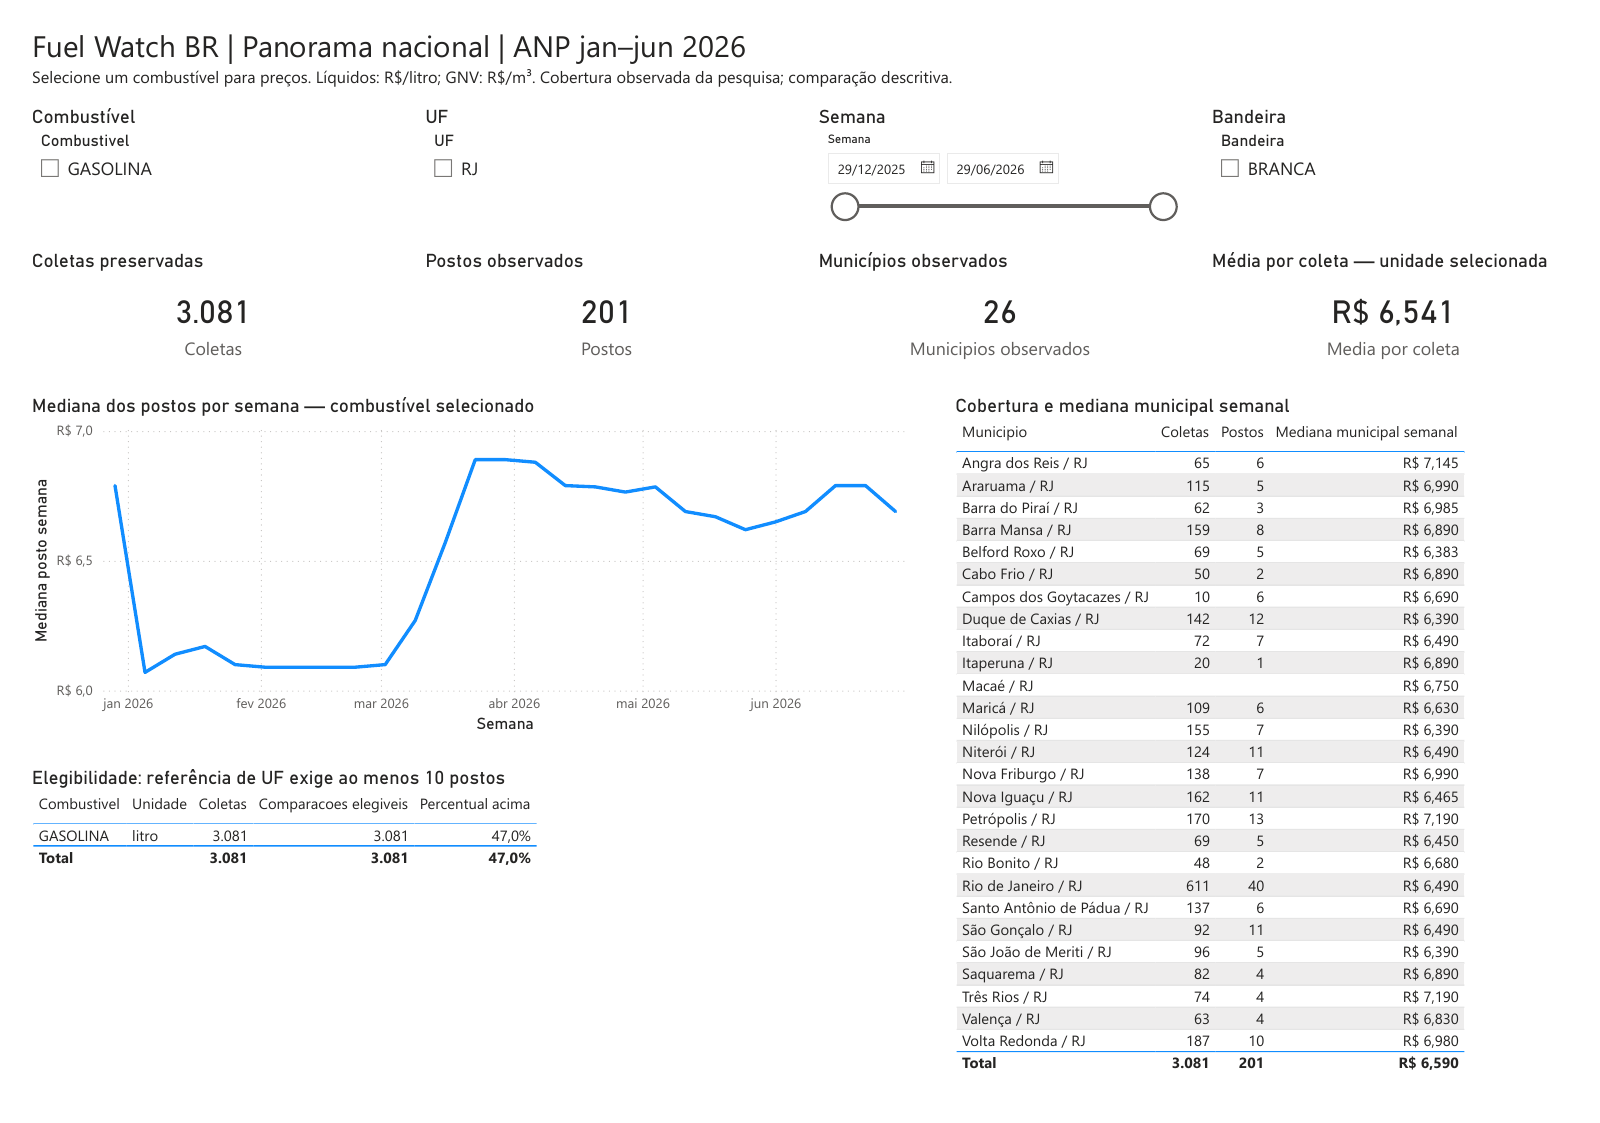 Fuel Watch BR | Panorama nacional | ANP jan–jun 2026
Selecione um combustível para preços. Líquidos: R$/litro; GNV: R$/m³. Cobertura observada da pesquisa; comparação descritiva.
Combustível
Combustivel
GASOLINA
UF
UF
RJ
Semana
Semana
29/12/2025 29/06/2026
Bandeira
Bandeira
BRANCA
Coletas preservadas
3.081
Coletas
Postos observados
201
Postos
Municípios observados
26
Municipios observados
Média por coleta — unidade selecionada
R$ 6,541
Media por coleta
Mediana dos postos por semana — combustível selecionado
Mediana posto semana
R$ 7,0
R$ 6,5
R$ 6,0
jan 2026 fev 2026 mar 2026 abr 2026 mai 2026 jun 2026
Semana
Elegibilidade: referência de UF exige ao menos 10 postos
Combustivel Unidade Coletas Comparacoes elegiveis Percentual acima
GASOLINA litro 3.081 3.081 47,0%
Total 3.081 3.081 47,0%
Cobertura e mediana municipal semanal
Municipio Coletas Postos Mediana municipal semanal
Angra dos Reis / RJ 65 6 R$ 7,145
Araruama / RJ 115 5 R$ 6,990
Barra do Piraí / RJ 62 3 R$ 6,985
Barra Mansa / RJ 159 8 R$ 6,890
Belford Roxo / RJ 69 5 R$ 6,383
Cabo Frio / RJ 50 2 R$ 6,890
Campos dos Goytacazes / RJ 10 6 R$ 6,690
Duque de Caxias / RJ 142 12 R$ 6,390
Itaboraí / RJ 72 7 R$ 6,490
Itaperuna / RJ 20 1 R$ 6,890
Macaé / RJ R$ 6,750
Maricá / RJ 109 6 R$ 6,630
Nilópolis / RJ 155 7 R$ 6,390
Niterói / RJ 124 11 R$ 6,490
Nova Friburgo / RJ 138 7 R$ 6,990
Nova Iguaçu / RJ 162 11 R$ 6,465
Petrópolis / RJ 170 13 R$ 7,190
Resende / RJ 69 5 R$ 6,450
Rio Bonito / RJ 48 2 R$ 6,680
Rio de Janeiro / RJ 611 40 R$ 6,490
Santo Antônio de Pádua / RJ 137 6 R$ 6,690
São Gonçalo / RJ 92 11 R$ 6,490
São João de Meriti / RJ 96 5 R$ 6,390
Saquarema / RJ 82 4 R$ 6,890
Três Rios / RJ 74 4 R$ 7,190
Valença / RJ 63 4 R$ 6,830
Volta Redonda / RJ 187 10 R$ 6,980
Total 3.081 201 R$ 6,590